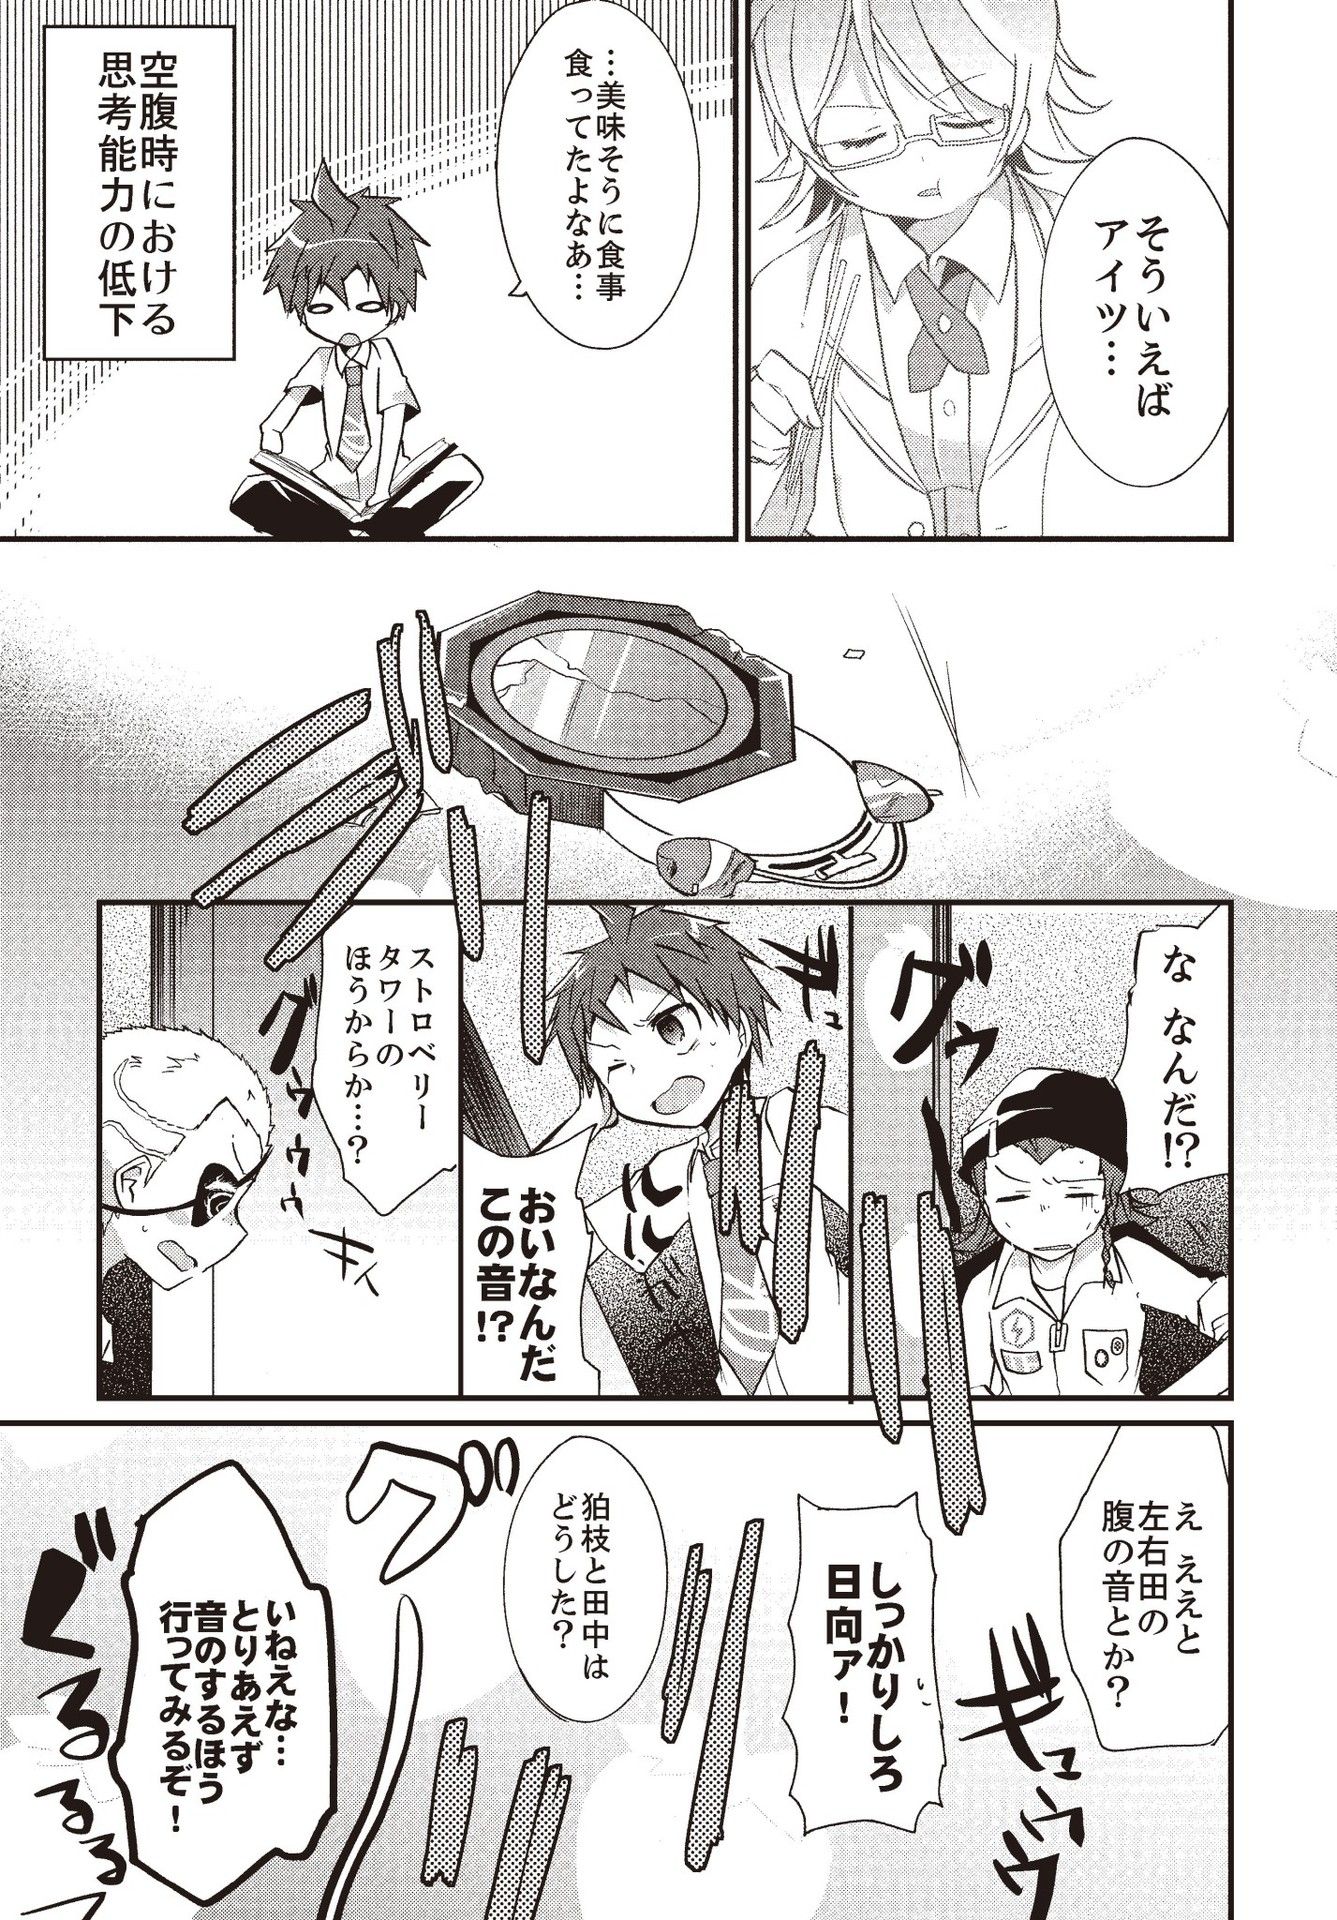 そういえば
アイツ…
…美味そうに食事
食ってたよなあ…
空腹時における
思考能力の低下
な なんだ!?
グゥ
おいなんだ
この音!?
ルル
ストロベリー
タワーの
ほうからか…?
グゥゥ
え ええと
左右田の
腹の音とか?
ギュウゥ
しっかりしろ
日向ァ!
狛枝と田中は
どうした?
グゥ
いねえな…
とりあえず
音のするほう
行ってみるぞ!
ぐるるる